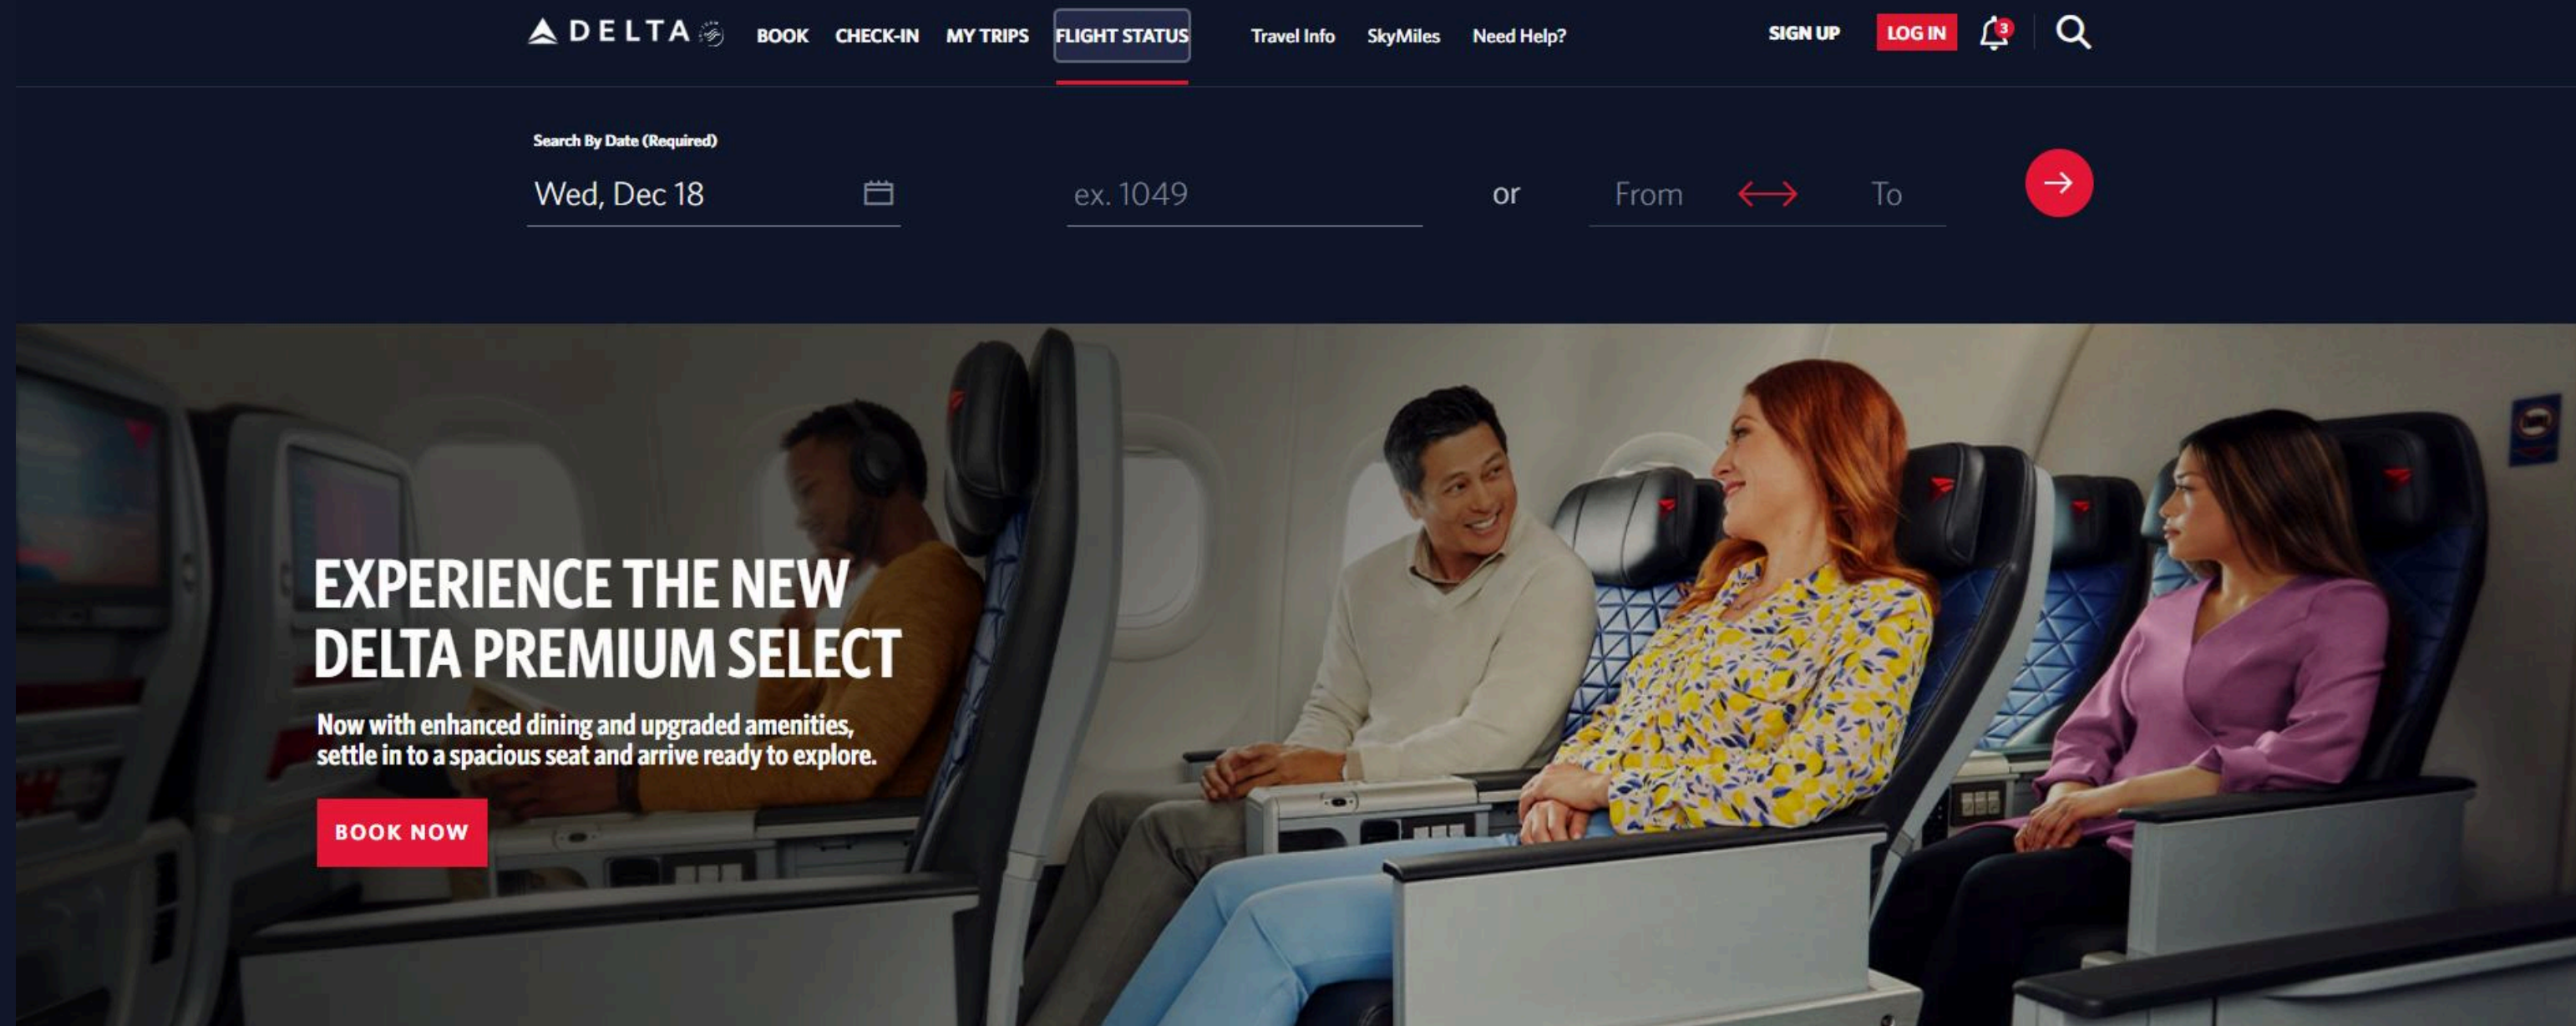 DELTA
BOOK CHECK-IN MY TRIPS FLIGHT STATUS Travel Info SkyMiles Need Help? SIGN UP LOG IN 3
Search By Date (Required)
Wed, Dec 18 ex. 1049 or From To
EXPERIENCE THE NEW
DELTA PREMIUM SELECT
Now with enhanced dining and upgraded amenities,
settle in to a spacious seat and arrive ready to explore.
BOOK NOW